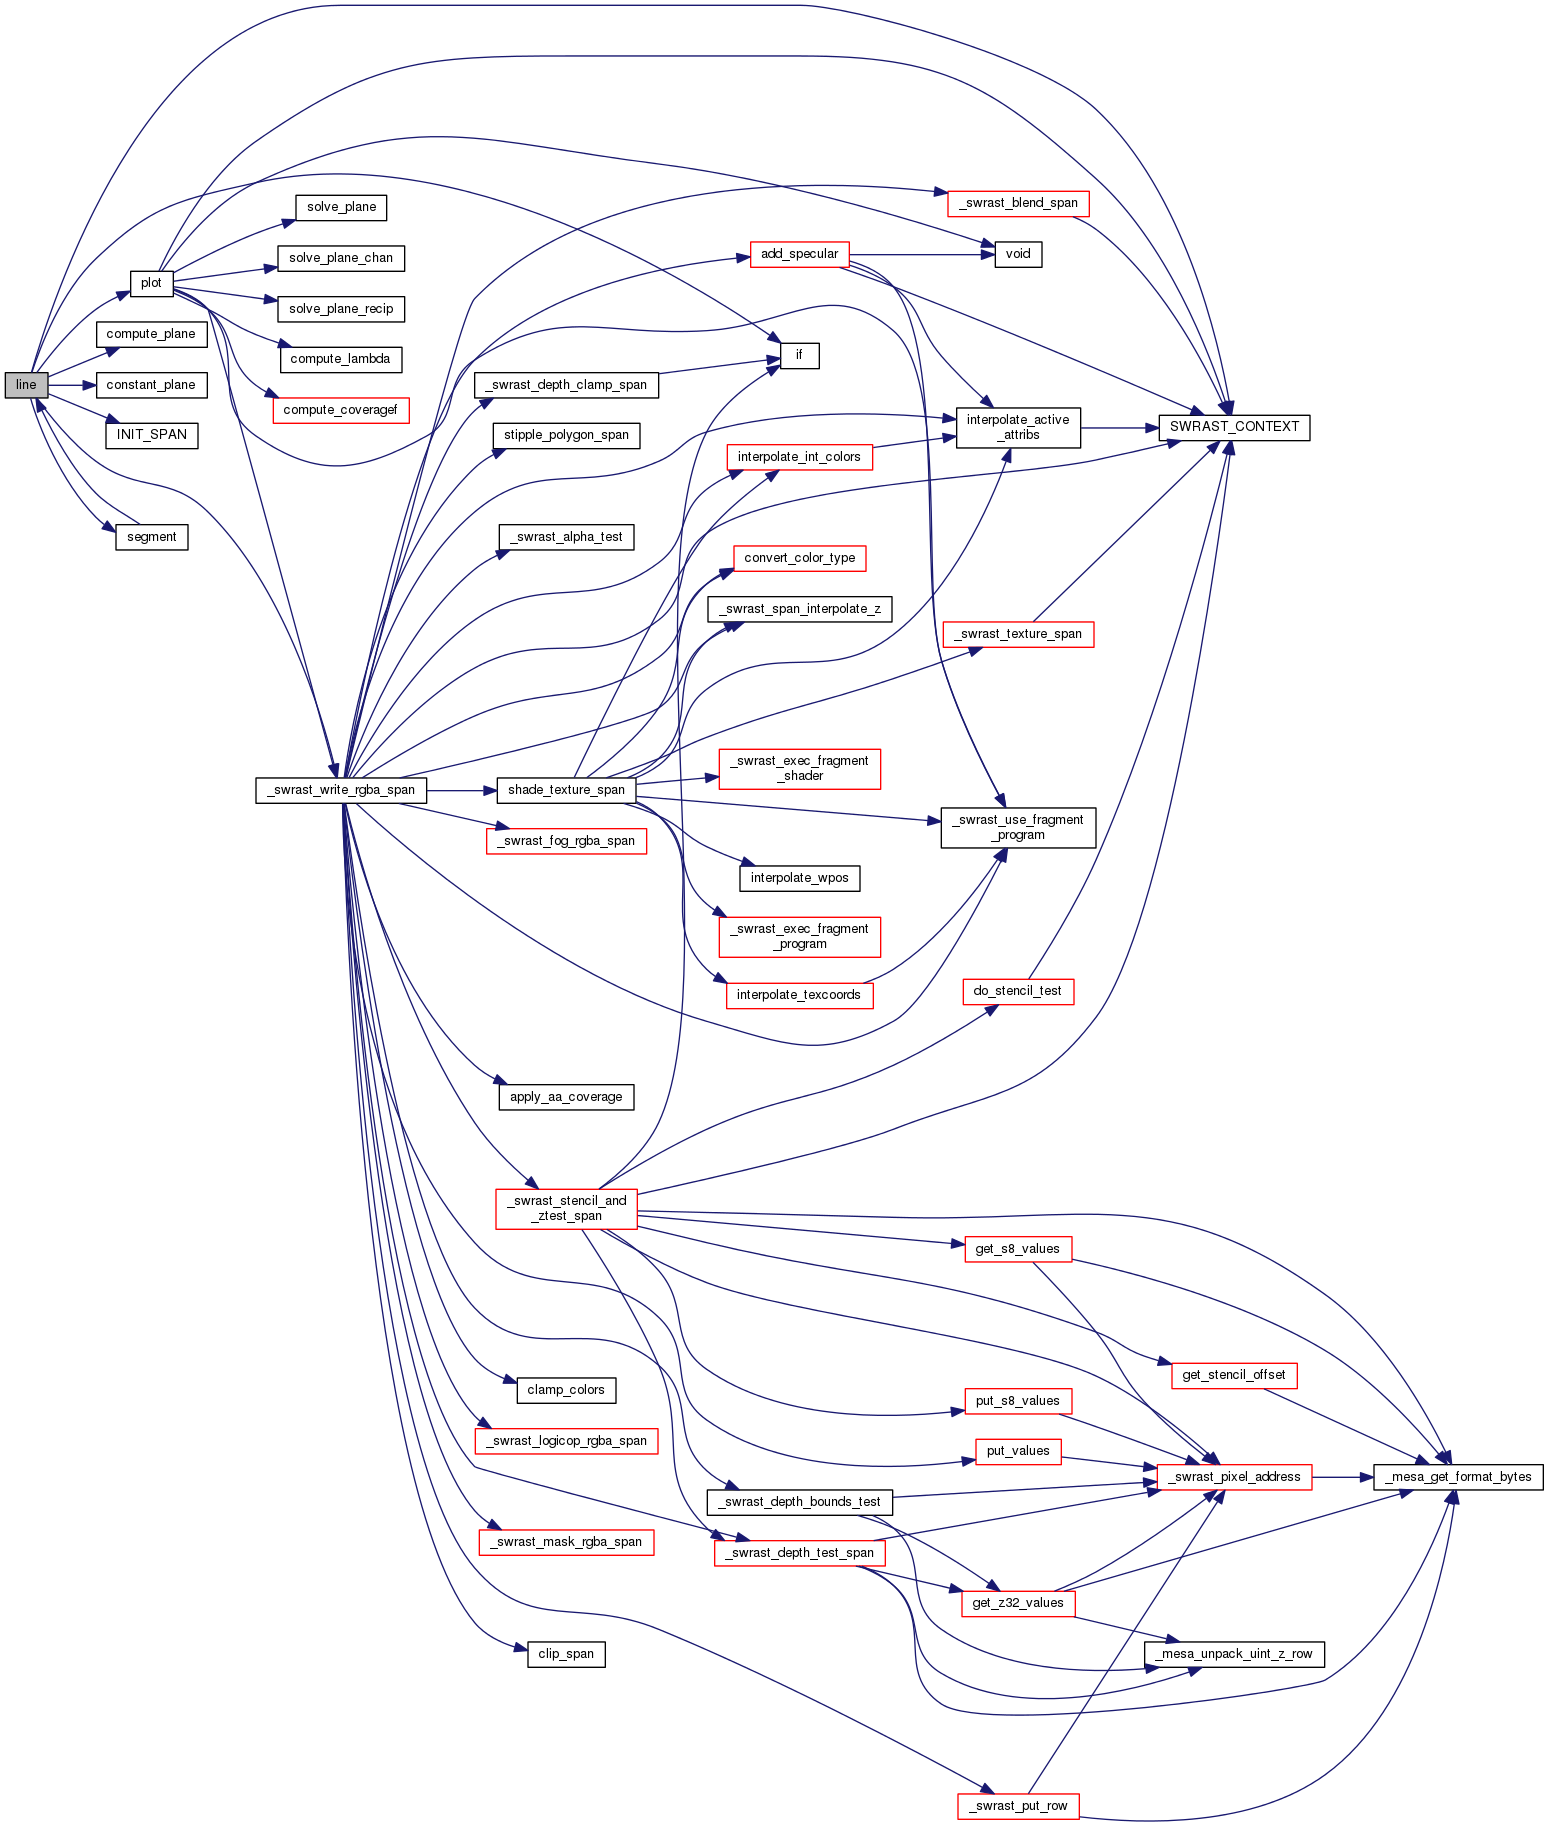 line
plot
compute_plane
constant_plane
INIT_SPAN
segment
solve_plane
solve_plane_chan
solve_plane_recip
compute_lambda
compute_coveragef
_swrast_write_rgba_span
_swrast_depth_clamp_span
stipple_polygon_span
_swrast_alpha_test
shade_texture_span
_swrast_fog_rgba_span
apply_aa_coverage
_swrast_stencil_and
_ztest_span
clamp_colors
_swrast_logicop_rgba_span
_swrast_mask_rgba_span
clip_span
add_specular
if
interpolate_int_colors
convert_color_type
_swrast_span_interpolate_z
_swrast_exec_fragment
_shader
interpolate_wpos
_swrast_exec_fragment
_program
interpolate_texcoords
_swrast_depth_bounds_test
_swrast_depth_test_span
_swrast_blend_span
void
interpolate_active
_attribs
_swrast_texture_span
_swrast_use_fragment
_program
do_stencil_test
get_s8_values
put_s8_values
put_values
get_z32_values
_swrast_put_row
SWRAST_CONTEXT
get_stencil_offset
_swrast_pixel_address
_mesa_unpack_uint_z_row
_mesa_get_format_bytes